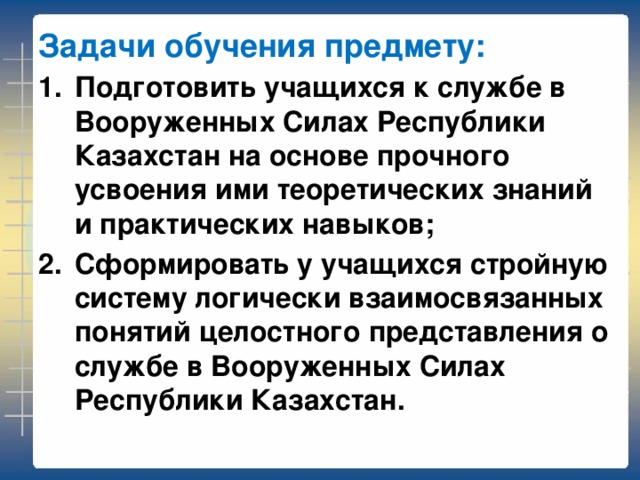 Задачи обучения предмету:
1. Подготовить учащихся к службе в
Вооруженных Силах Республики
Казахстан на основе прочного
усвоения ими теоретических знаний
и практических навыков;
2. Сформировать у учащихся стройную
систему логически взаимосвязанных
понятий целостного представления о
службе в Вооруженных Силах
Республики Казахстан.